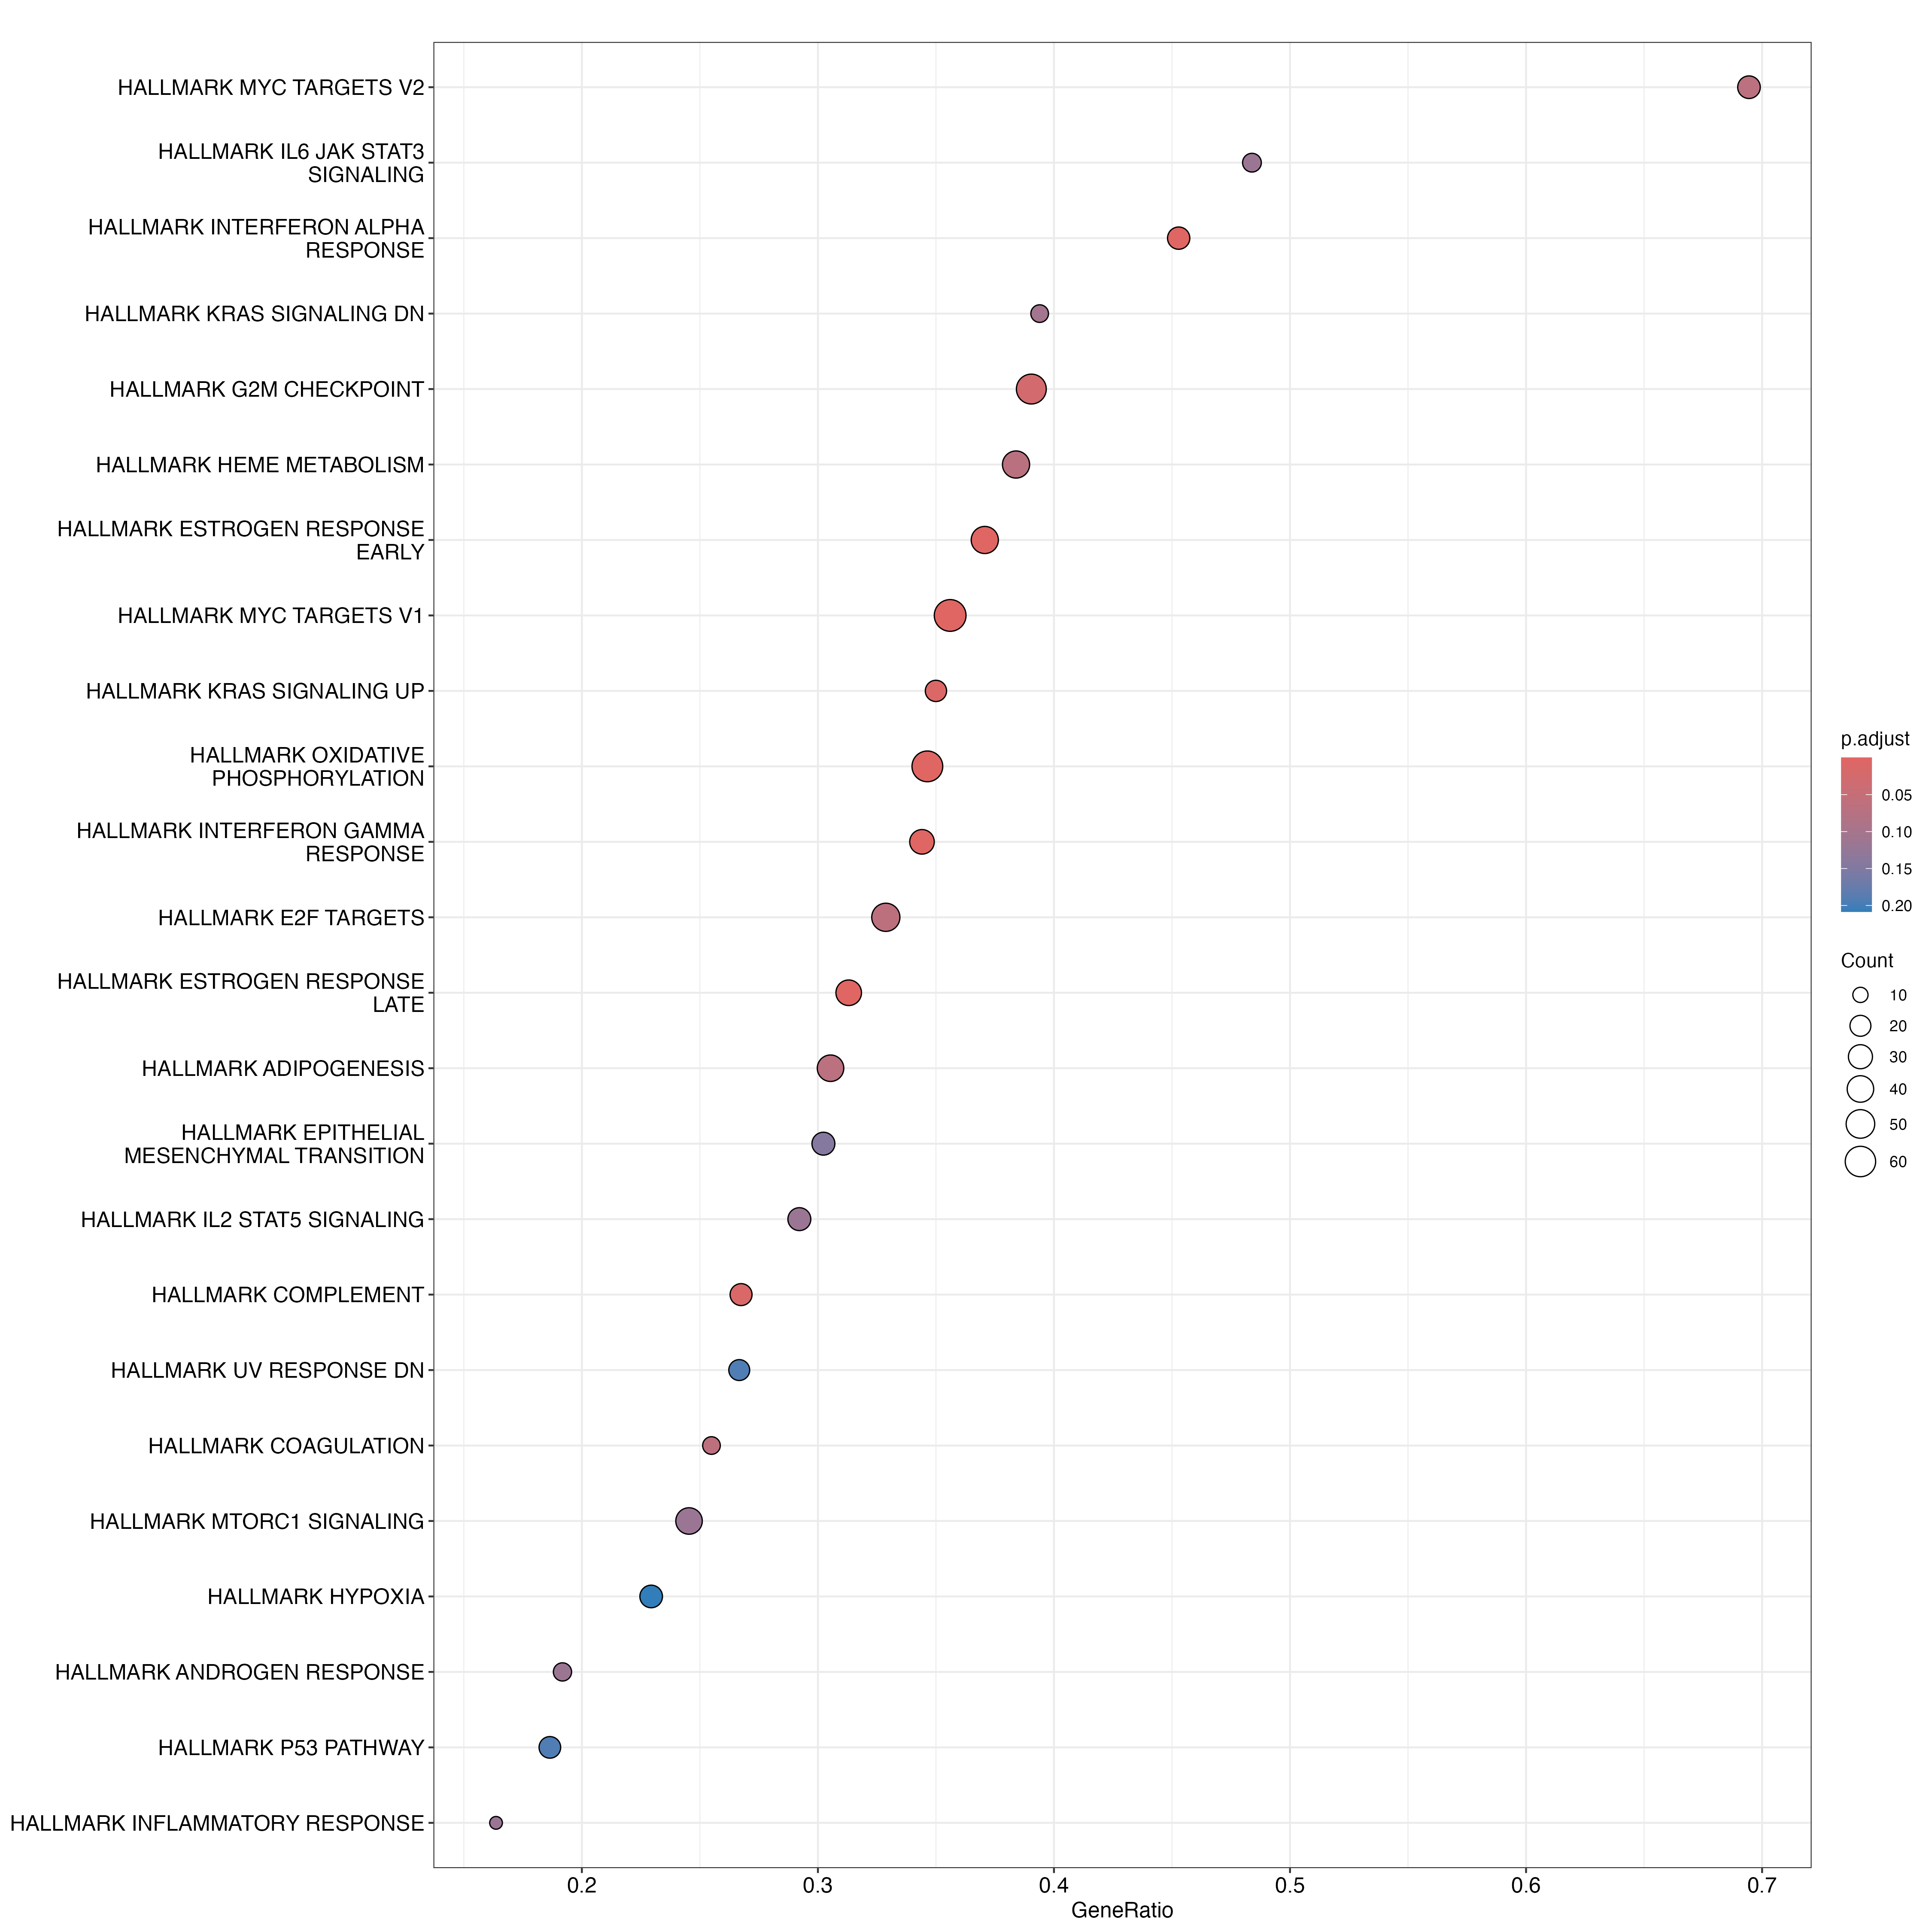 HALLMARK MYC TARGETS V2
HALLMARK IL6 JAK STAT3
SIGNALING
HALLMARK INTERFERON ALPHA
RESPONSE
HALLMARK KRAS SIGNALING DN
HALLMARK G2M CHECKPOINT
HALLMARK HEME METABOLISM
HALLMARK ESTROGEN RESPONSE
EARLY
HALLMARK MYC TARGETS V1
HALLMARK KRAS SIGNALING UP
HALLMARK OXIDATIVE
PHOSPHORYLATION
HALLMARK INTERFERON GAMMA
RESPONSE
HALLMARK E2F TARGETS
HALLMARK ESTROGEN RESPONSE
LATE
HALLMARK ADIPOGENESIS
HALLMARK EPITHELIAL
MESENCHYMAL TRANSITION
HALLMARK IL2 STAT5 SIGNALING
HALLMARK COMPLEMENT
HALLMARK UV RESPONSE DN
HALLMARK COAGULATION
HALLMARK MTORC1 SIGNALING
HALLMARK HYPOXIA
HALLMARK ANDROGEN RESPONSE
HALLMARK P53 PATHWAY
HALLMARK INFLAMMATORY RESPONSE
0.2 0.3 0.4 0.5 0.6 0.7
GeneRatio
p.adjust
0.05
0.10
0.15
0.20
Count
10
20
30
40
50
60